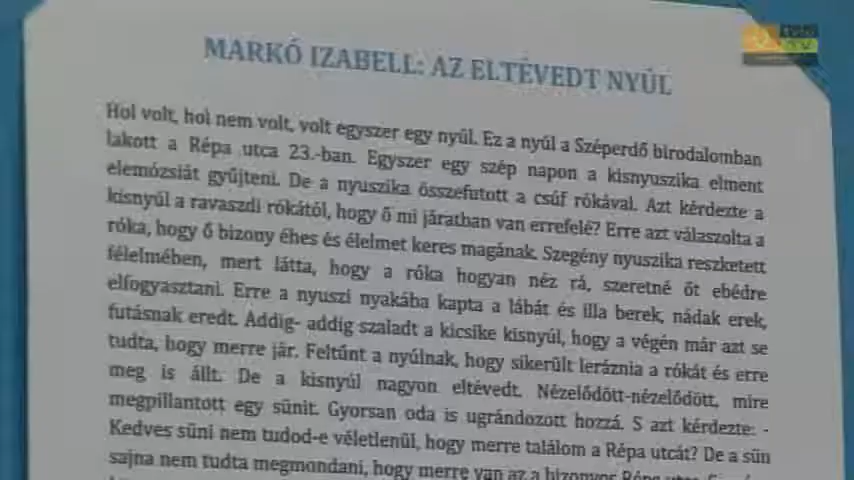 MARKÓ IZABELL: AZ ELTÉVEDT NYÚL
Hol volt, hol nem volt, volt egyszer egy nyúl. Ez a nyúl a Széperdő birodalomban
lakott a Répa utca 23.-ban. Egyszer egy szép napon a kisnyuszika elment
elemózsiát gyűjteni. De a nyuszika összefutott a csúf rókával. Azt kérdezte a
kisnyúl a ravaszdi rókától, hogy ő mi járatban van errefelé? Erre azt válaszolta a
róka, hogy ő bizony éhes és élelmet keres magának. Szegény nyuszika reszketett
félelmében, mert látta, hogy a róka hogyan néz rá, szeretné őt ebédre
elfogyasztani. Erre a nyuszi nyakába kapta a lábát és illa berek, nádak erek,
futásnak eredt. Addig- addig szaladt a kicsike kisnyúl, hogy a végén már azt se
tudta, hogy merre jár. Feltűnt a nyúlnak, hogy sikerült leráznia a rókát és erre
meg is állt. De a kisnyúl nagyon eltévedt. Nézelődött-nézelődött, mire
megpillantott egy sünit. Gyorsan oda is ugrándozott hozzá. S azt kérdezte: -
Kedves süni nem tudod-e véletlenül, hogy merre találom a Répa utcát? De a sün
sajna nem tudta megmondani, hogy merre van az a bizonyos Répa
TV